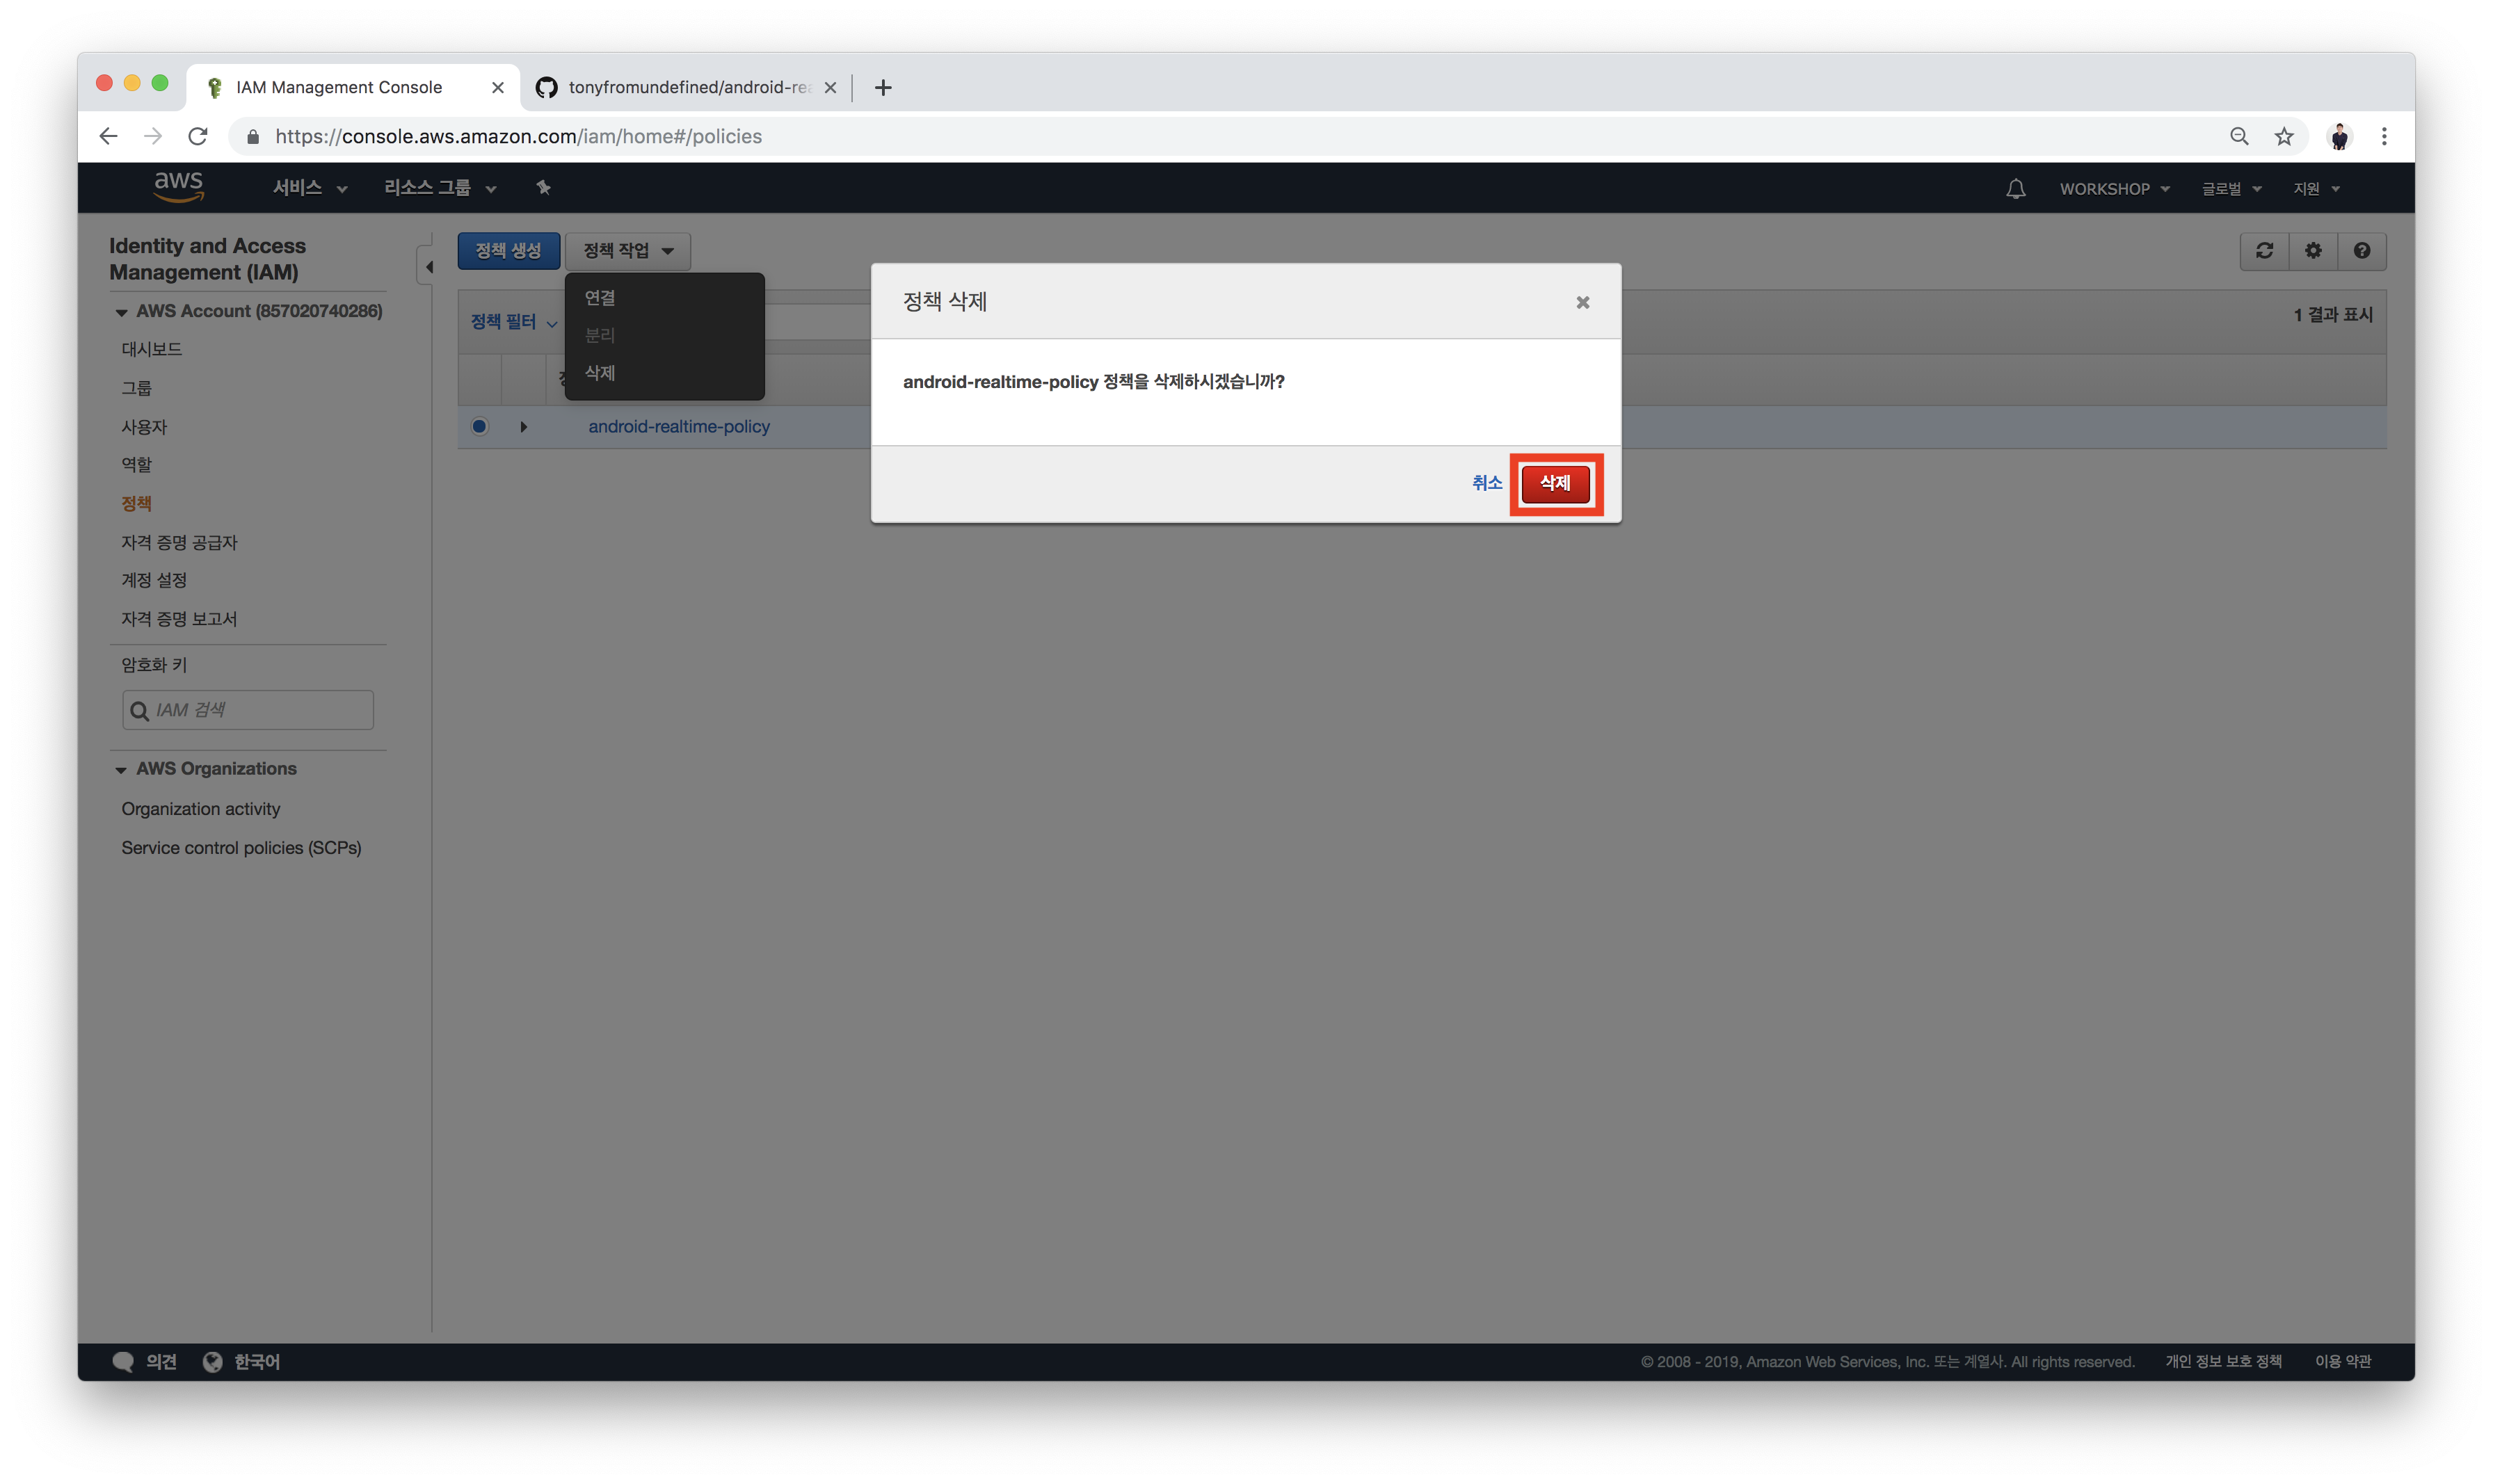 IAM Management Console
tonyfromundefined/android-rea
https://console.aws.amazon.com/iam/home#/policies
aws
서비스
리소스 그룹
WORKSHOP
글로벌
지원
Identity and Access
Management (IAM)
AWS Account (857020740286)
대시보드
그룹
사용자
역할
정책
자격 증명 공급자
계정 설정
자격 증명 보고서
암호화 키
IAM 검색
AWS Organizations
Organization activity
Service control policies (SCPs)
정책 생성
정책 작업
연결
분리
삭제
정책 필터
1 결과 표시
android-realtime-policy
정책 삭제
android-realtime-policy 정책을 삭제하시겠습니까?
취소
삭제
의견
한국어
© 2008 - 2019, Amazon Web Services, Inc. 또는 계열사. All rights reserved.
개인 정보 보호 정책
이용 약관